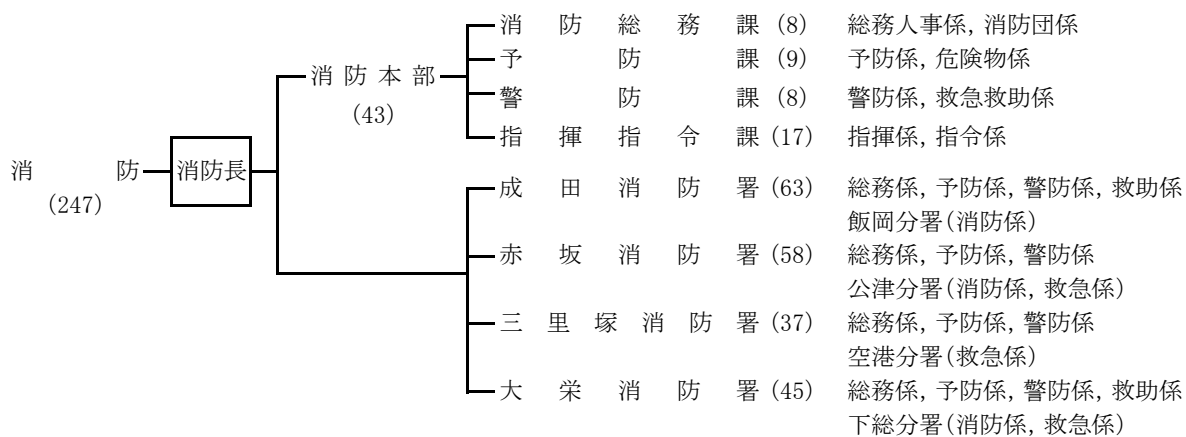 消防総務課 (8) 総務人事係, 消防団係
予防課 (9) 予防係, 危険物係
消防本部
(43)
警防課 (8) 警防係, 救急救助係
指揮指令課 (17) 指揮係, 指令係
消防
(247)
消防長
成田消防署 (63) 総務係, 予防係, 警防係, 救助係
飯岡分署(消防係)
赤坂消防署 (58) 総務係, 予防係, 警防係
公津分署(消防係, 救急係)
三里塚消防署 (37) 総務係, 予防係, 警防係
空港分署(救急係)
大栄消防署 (45) 総務係, 予防係, 警防係, 救助係
下総分署(消防係, 救急係)